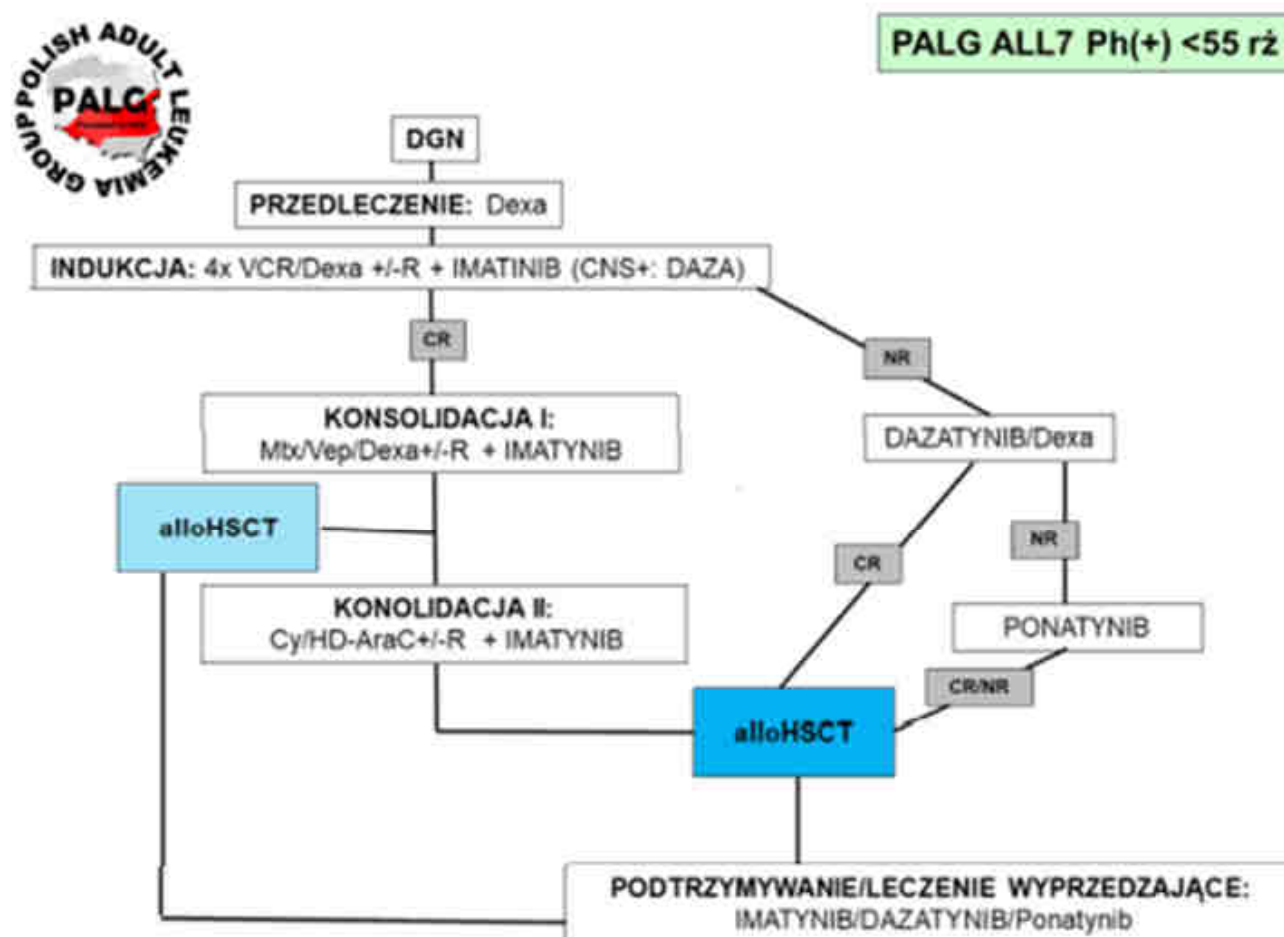 POLISH ADULT LEUKEMIA GROUP
PALG
PALG ALL7 Ph(+) <55 rż
DGN
PRZEDLECZENIE: Dexa
INDUKCJA: 4x VCR/Dexa +/-R + IMATINIB (CNS+: DAZA)
CR
NR
KONSOLIDACJA I:
Mtx/Vep/Dexa+/-R + IMATYNIB
DAZATYNIB/Dexa
alloHSCT
CR
NR
KONOLIDACJA II:
Cy/HD-AraC+/-R + IMATYNIB
PONATYNIB
CR/NR
alloHSCT
PODTRZYMYWANIE/LECZENIE WYPRZEDZAJĄCE:
IMATYNIB/DAZATYNIB/Ponatynib